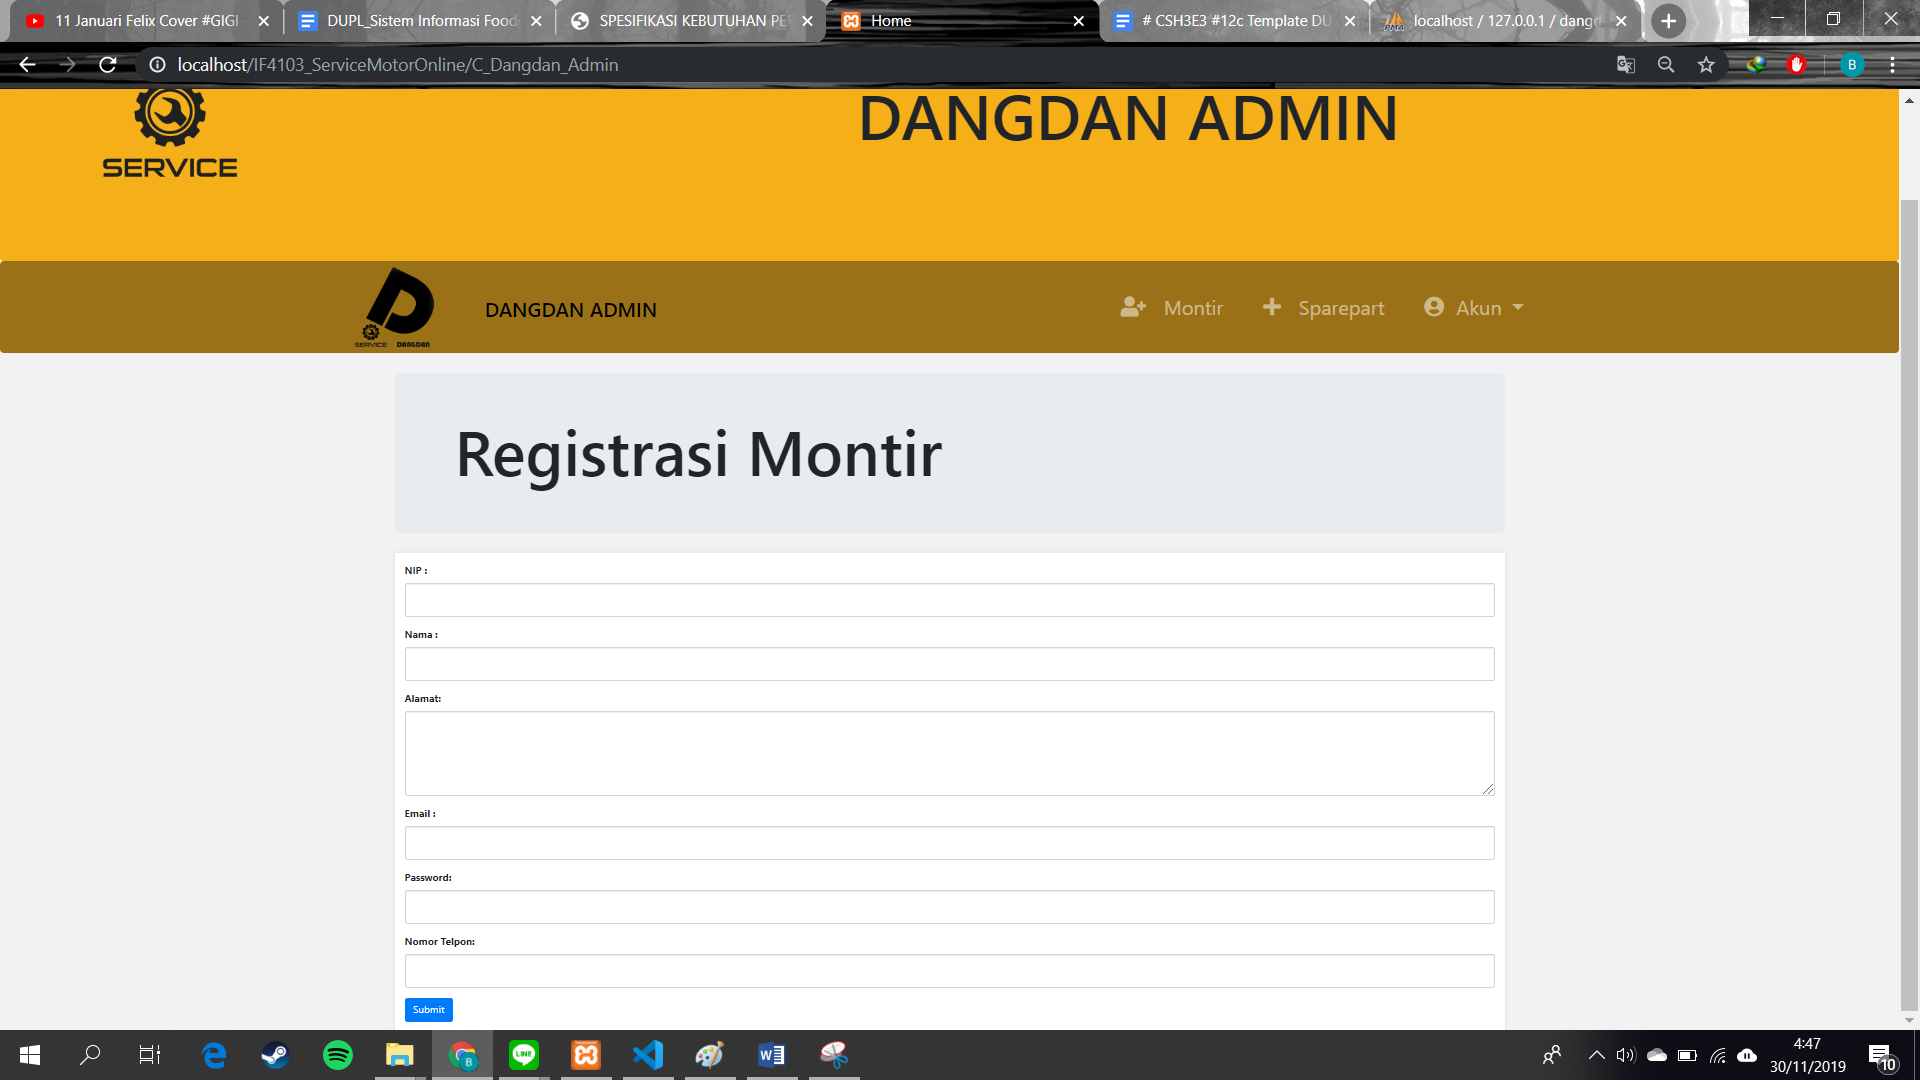 11 Januari Felix Cover #GIGI
DUPL_Sistem Informasi Food
SPESIFIKASI KEBUTUHAN PE
Home
# CSH3E3 #12c Template DU
localhost / 127.0.0.1 / dangd
localhost/IF4103_ServiceMotorOnline/C_Dangdan_Admin
B
SERVICE
DANGDAN ADMIN
SERVICE DANGDAN
DANGDAN ADMIN
Montir
Sparepart
Akun
Registrasi Montir
NIP :
Nama :
Alamat:
Email :
Password:
Nomor Telpon:
Submit
4:47
30/11/2019
10